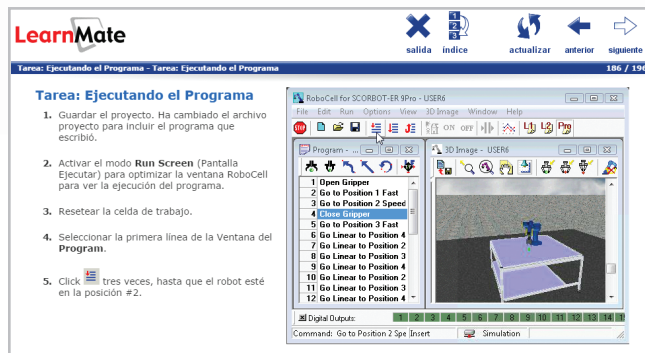 LearnMate
salida índice actualizar anterior siguiente
Tarea: Ejecutando el Programa - Tarea: Ejecutando el Programa 186 / 196
Tarea: Ejecutando el Programa
1. Guardar el proyecto. Ha cambiado el archivo
proyecto para incluir el programa que
escribió.
2. Activar el modo Run Screen (Pantalla
Ejecutar) para optimizar la ventana RoboCell
para ver la ejecución del programa.
3. Resetear la celda de trabajo.
4. Seleccionar la primera línea de la Ventana del
Program.
5. Click tres veces, hasta que el robot esté
en la posición #2.
RoboCell for SCORBOT-ER 9Pro - USER6
File Edit Run Options View 3D Image Window Help
ON OFF
Program - ...
3D Image - USER6
1 Open Gripper
2 Go to Position 1 Fast
3 Go to Position 2 Speed
4 Close Gripper
5 Go to Position 3 Fast
6 Go Linear to Position 4
7 Go Linear to Position 2
8 Go Linear to Position 3
9 Go Linear to Position 4
10 Go Linear to Position 2
11 Go Linear to Position 3
12 Go Linear to Position 4
Digital Outputs: 1 2 3 4 5 6 7 8 9 10 11 12 13 14
Command: Go to Position 2 Spe Insert Simulation